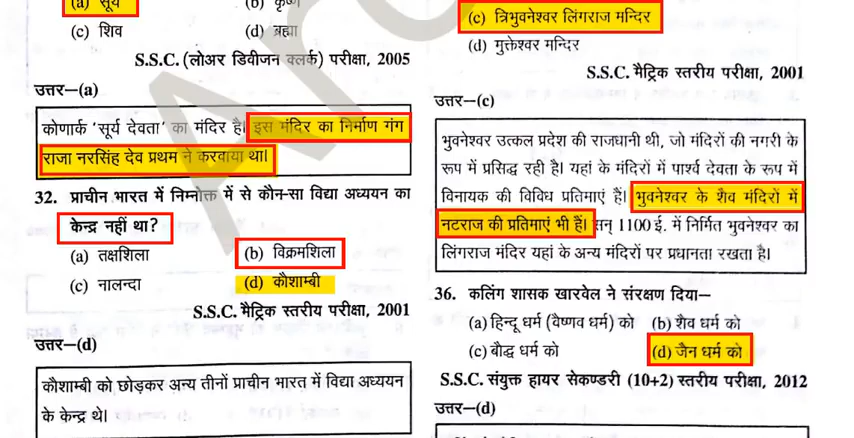 (a) सूर्य (b) कृष्ण
(c) शिव (d) ब्रह्मा
S.S.C. (लोअर डिवीजन क्लर्क) परीक्षा, 2005
उत्तर—(a)
कोणार्क ‘सूर्य देवता’ का मंदिर है। इस मंदिर का निर्माण गंग
राजा नरसिंह देव प्रथम ने करवाया था।
32. प्राचीन भारत में निम्नोक्त में से कौन-सा विद्या अध्ययन का
केन्द्र नहीं था?
(a) तक्षशिला (b) विक्रमशिला
(c) नालन्दा (d) कौशाम्बी
S.S.C. मैट्रिक स्तरीय परीक्षा, 2001
उत्तर—(d)
कौशाम्बी को छोड़कर अन्य तीनों प्राचीन भारत में विद्या अध्ययन
के केन्द्र थे।
(c) त्रिभुवनेश्वर लिंगराज मन्दिर
(d) मुक्तेश्वर मन्दिर
S.S.C. मैट्रिक स्तरीय परीक्षा, 2001
उत्तर—(c)
भुवनेश्वर उत्कल प्रदेश की राजधानी थी, जो मंदिरों की नगरी के
रूप में प्रसिद्ध रही है। यहां के मंदिरों में पार्श्व देवता के रूप में
विनायक की विविध प्रतिमाएं हैं। भुवनेश्वर के शैव मंदिरों में
नटराज की प्रतिमाएं भी हैं। सन् 1100 ई. में निर्मित भुवनेश्वर का
लिंगराज मंदिर यहां के अन्य मंदिरों पर प्रधानता रखता है।
36. कलिंग शासक खारवेल ने संरक्षण दिया—
(a) हिन्दू धर्म (वैष्णव धर्म) को (b) शैव धर्म को
(c) बौद्ध धर्म को (d) जैन धर्म को
S.S.C. संयुक्त हायर सेकण्डरी (10+2) स्तरीय परीक्षा, 2012
उत्तर—(d)